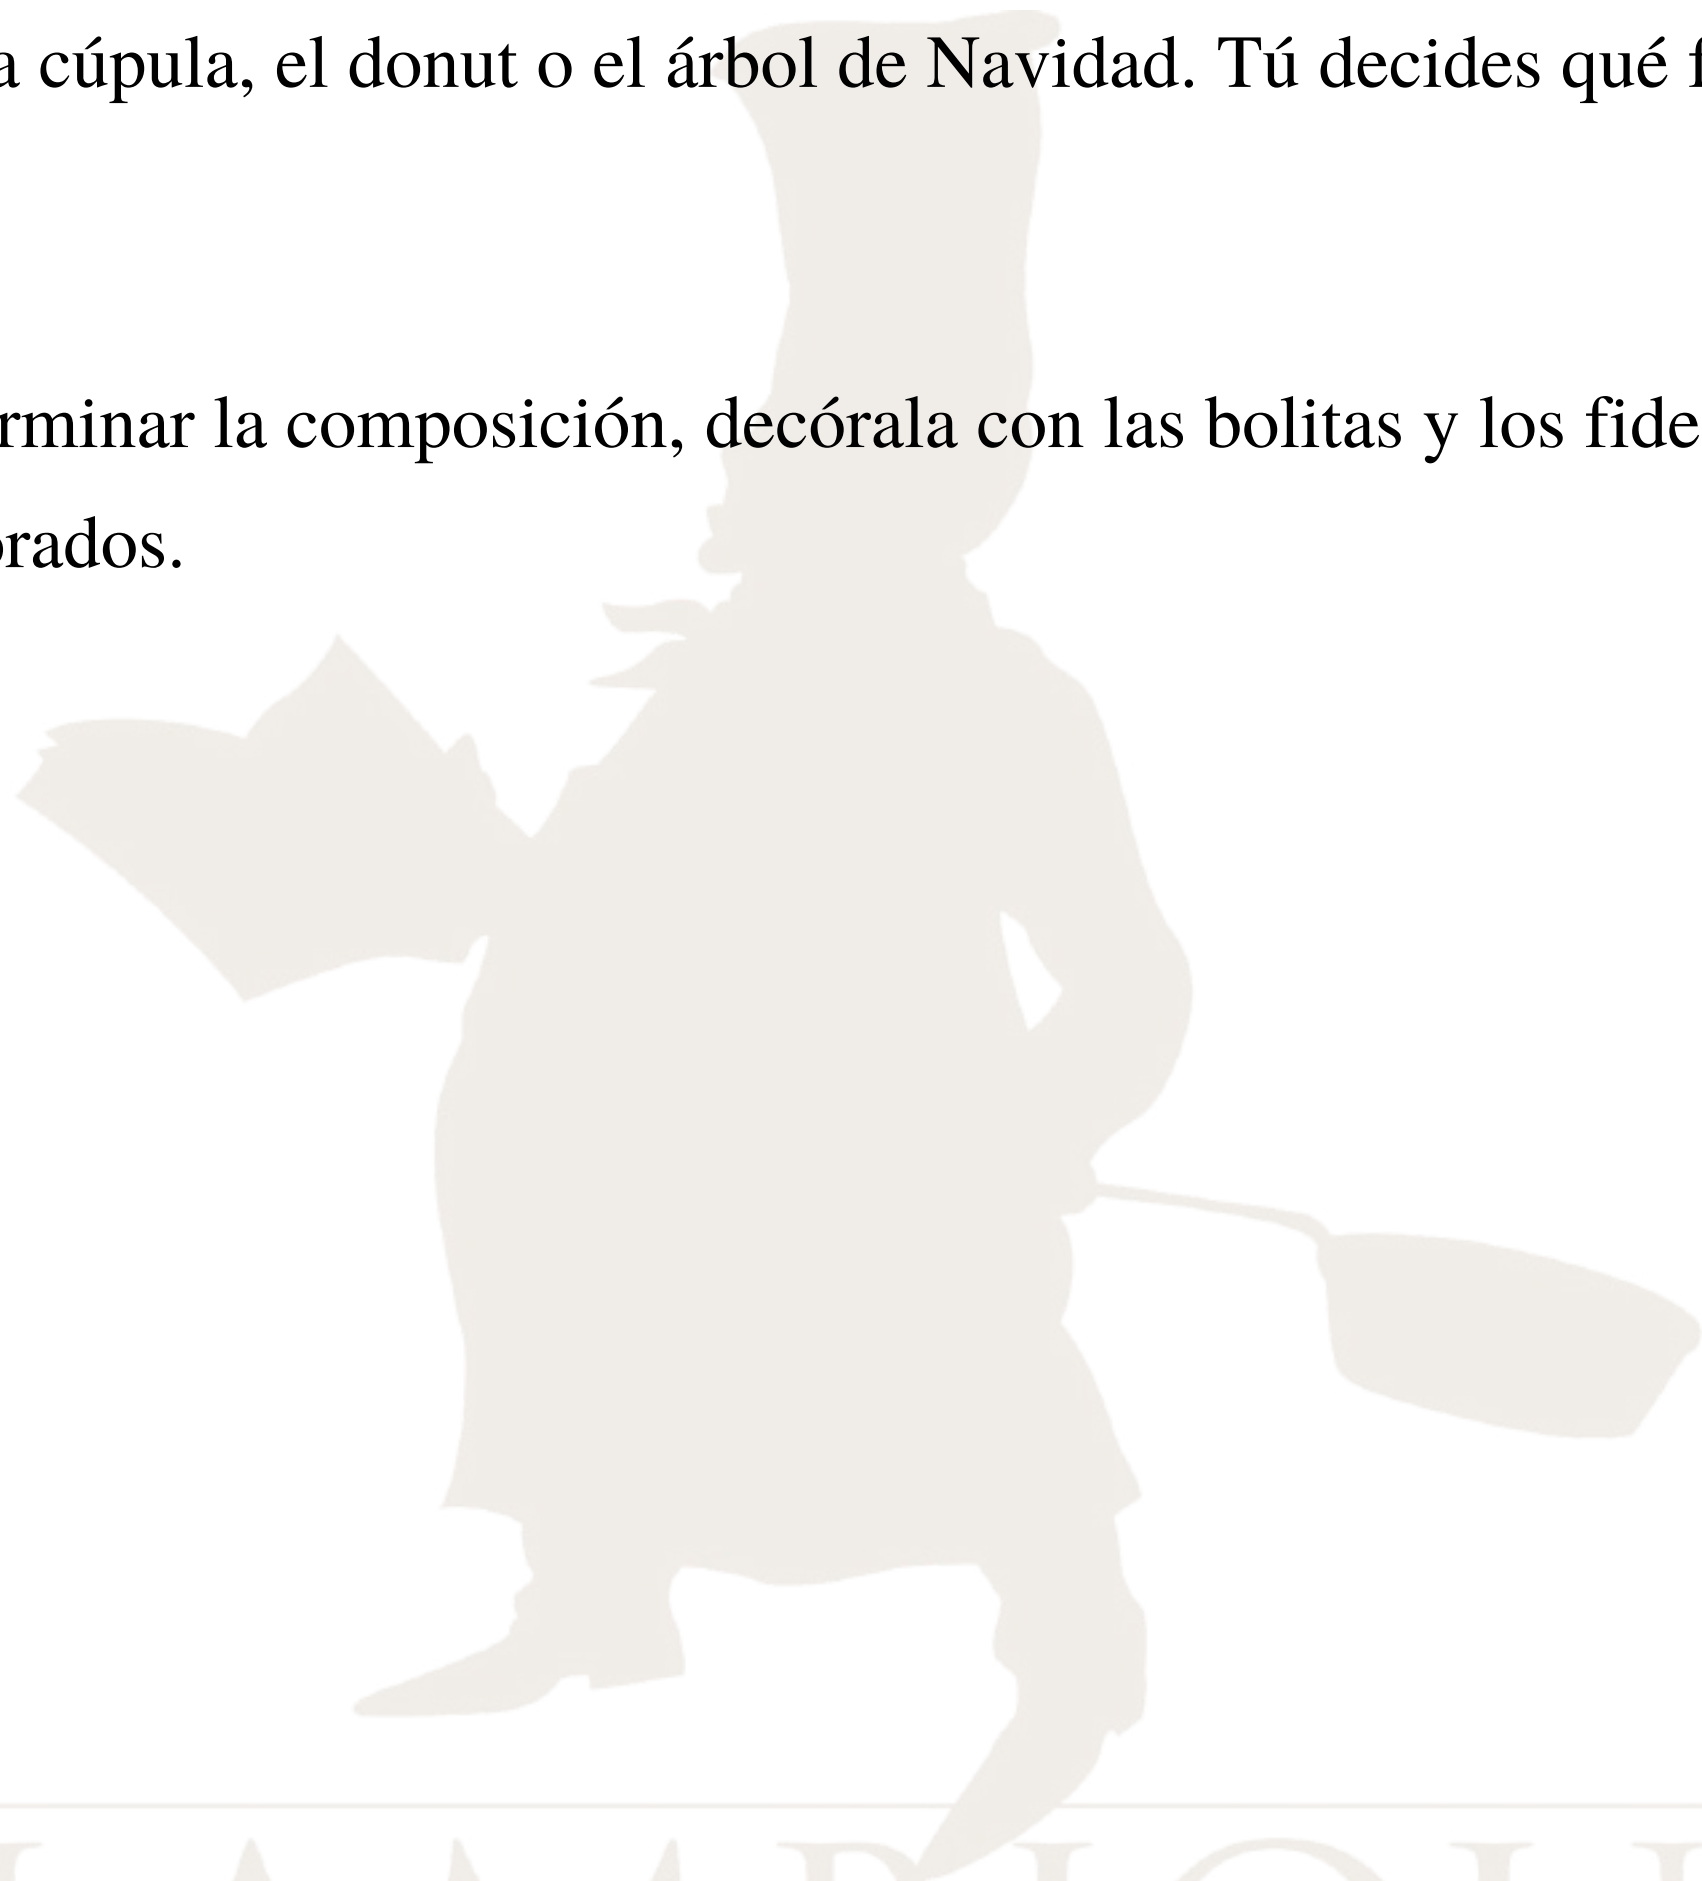 a cúpula, el donut o el árbol de Navidad. Tú decides qué f
rminar la composición, decórala con las bolitas y los fide
orados.